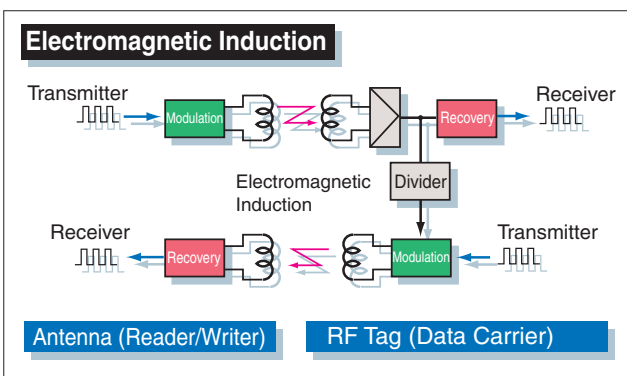 Electromagnetic Induction
Transmitter
Receiver
Modulation
Recovery
Electromagnetic
Induction
Divider
Receiver
Transmitter
Recovery
Modulation
Antenna (Reader/Writer)
RF Tag (Data Carrier)